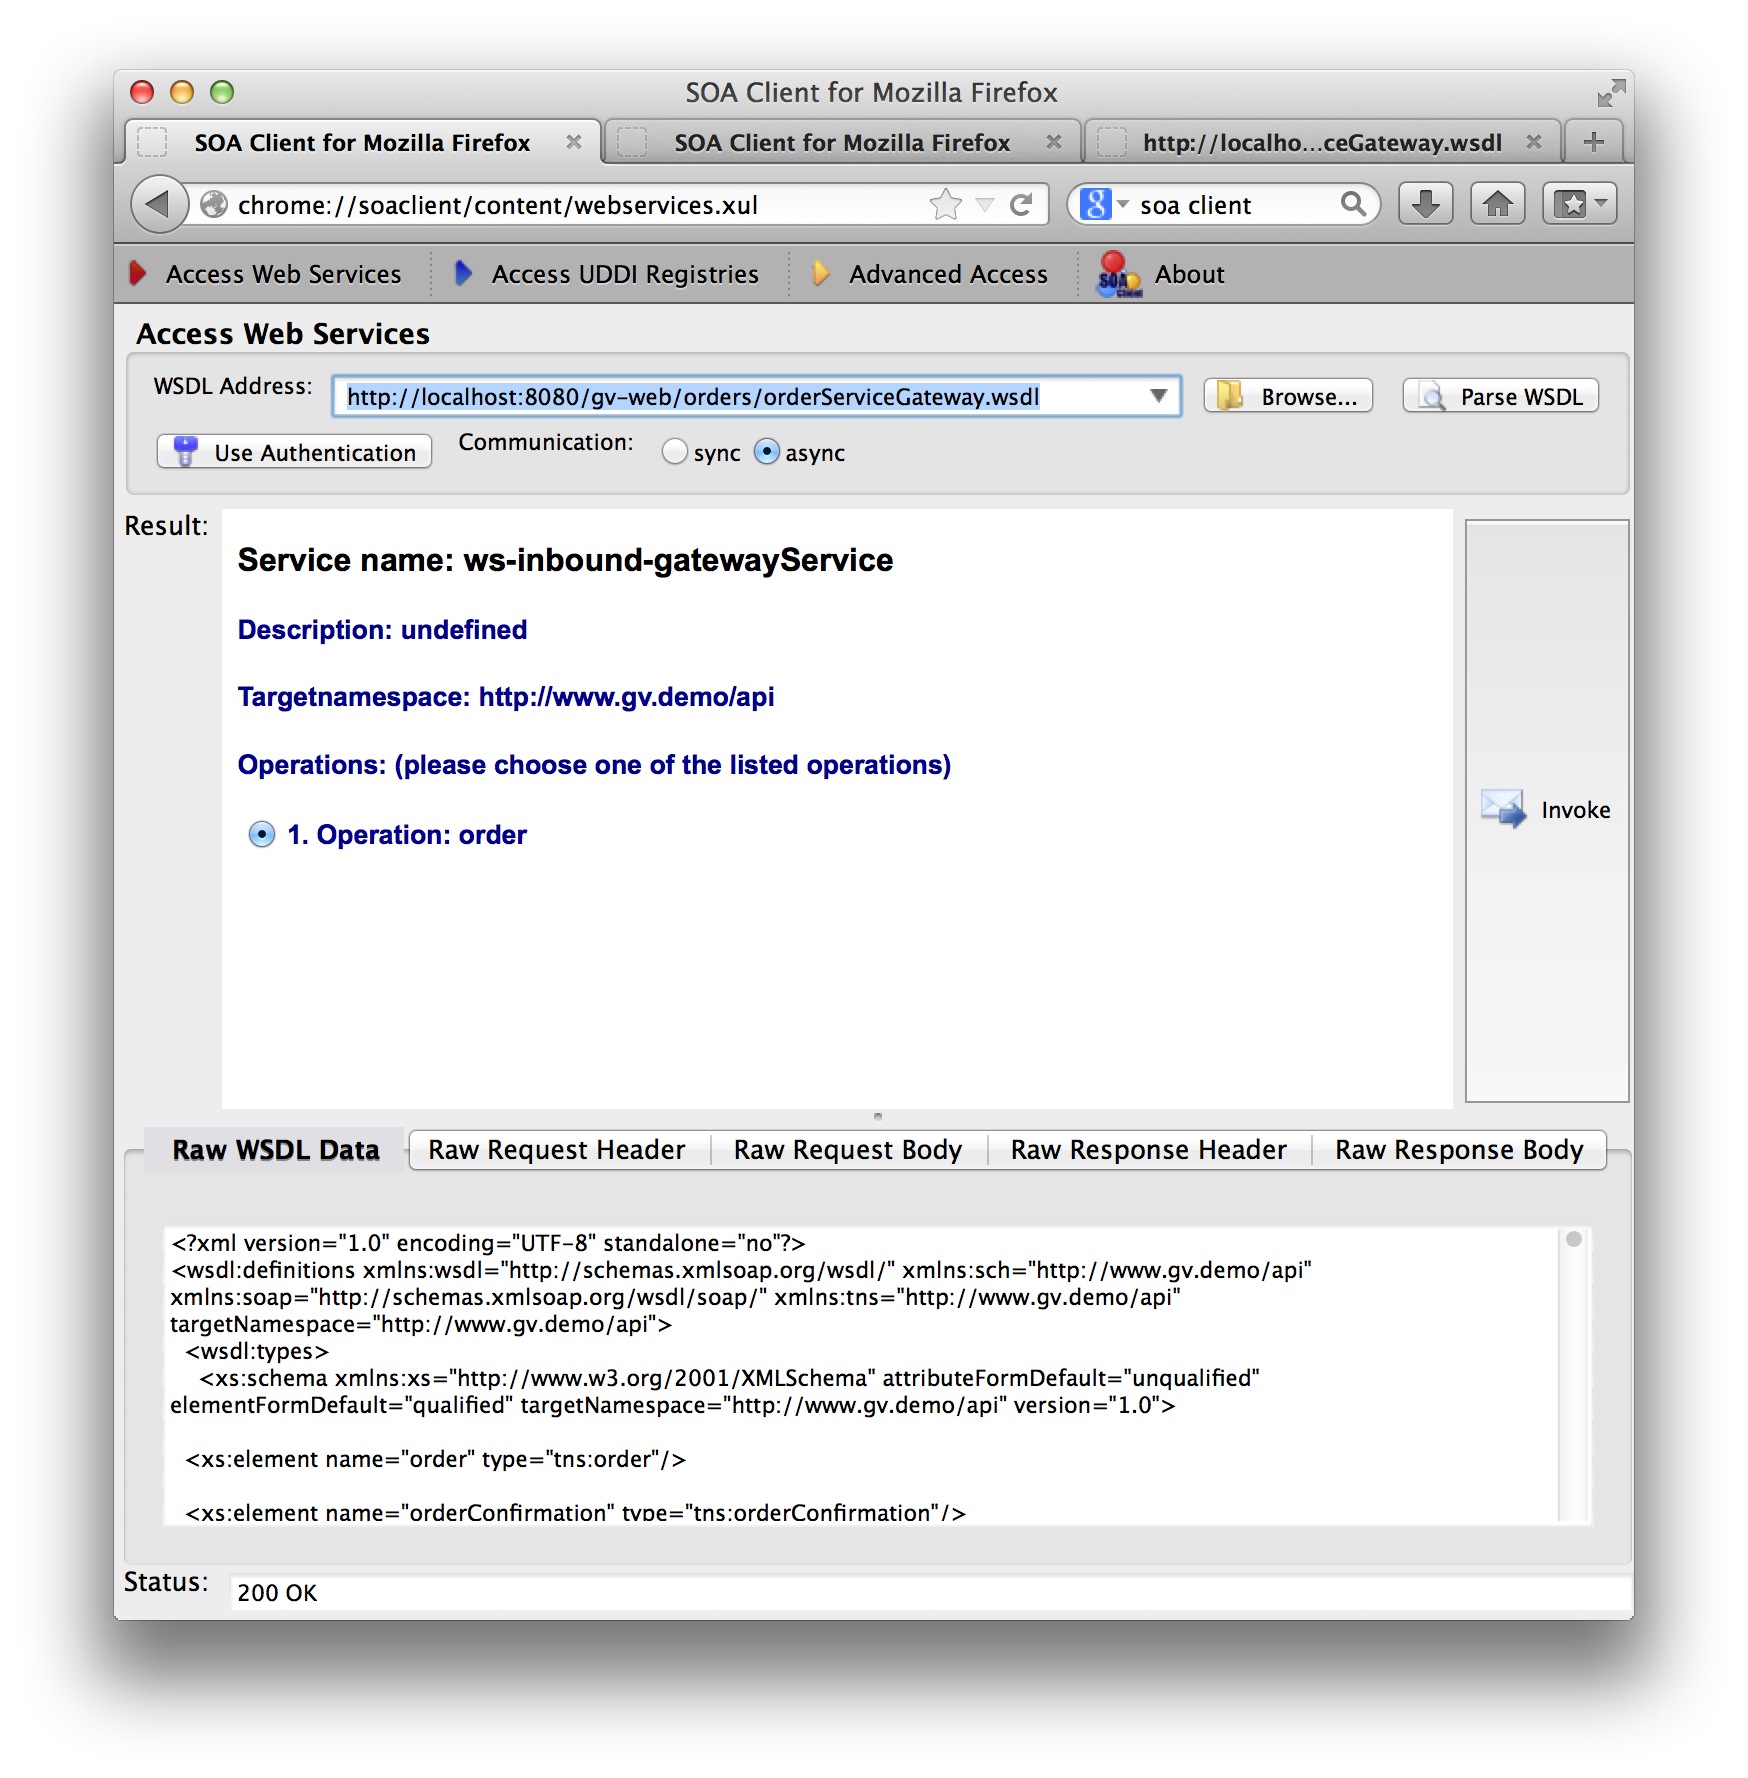 SOA Client for Mozilla Firefox
SOA Client for Mozilla Firefox
SOA Client for Mozilla Firefox
http://localho...ceGateway.wsdl
chrome://soaclient/content/webservices.xul
soa client
Access Web Services
Access UDDI Registries
Advanced Access
SOA Client
About
Access Web Services
WSDL Address:
http://localhost:8080/gv-web/orders/orderServiceGateway.wsdl
Browse...
Parse WSDL
Use Authentication
Communication:
sync
async
Result:
Service name: ws-inbound-gatewayService
Description: undefined
Targetnamespace: http://www.gv.demo/api
Operations: (please choose one of the listed operations)
1. Operation: order
Invoke
Raw WSDL Data
Raw Request Header
Raw Request Body
Raw Response Header
Raw Response Body
<?xml version="1.0" encoding="UTF-8" standalone="no"?>
<wsdl:definitions xmlns:wsdl="http://schemas.xmlsoap.org/wsdl/" xmlns:sch="http://www.gv.demo/api"
xmlns:soap="http://schemas.xmlsoap.org/wsdl/soap/" xmlns:tns="http://www.gv.demo/api"
targetNamespace="http://www.gv.demo/api">
<wsdl:types>
<xs:schema xmlns:xs="http://www.w3.org/2001/XMLSchema" attributeFormDefault="unqualified"
elementFormDefault="qualified" targetNamespace="http://www.gv.demo/api" version="1.0">
<xs:element name="order" type="tns:order"/>
<xs:element name="orderConfirmation" type="tns:orderConfirmation"/>
Status:
200 OK